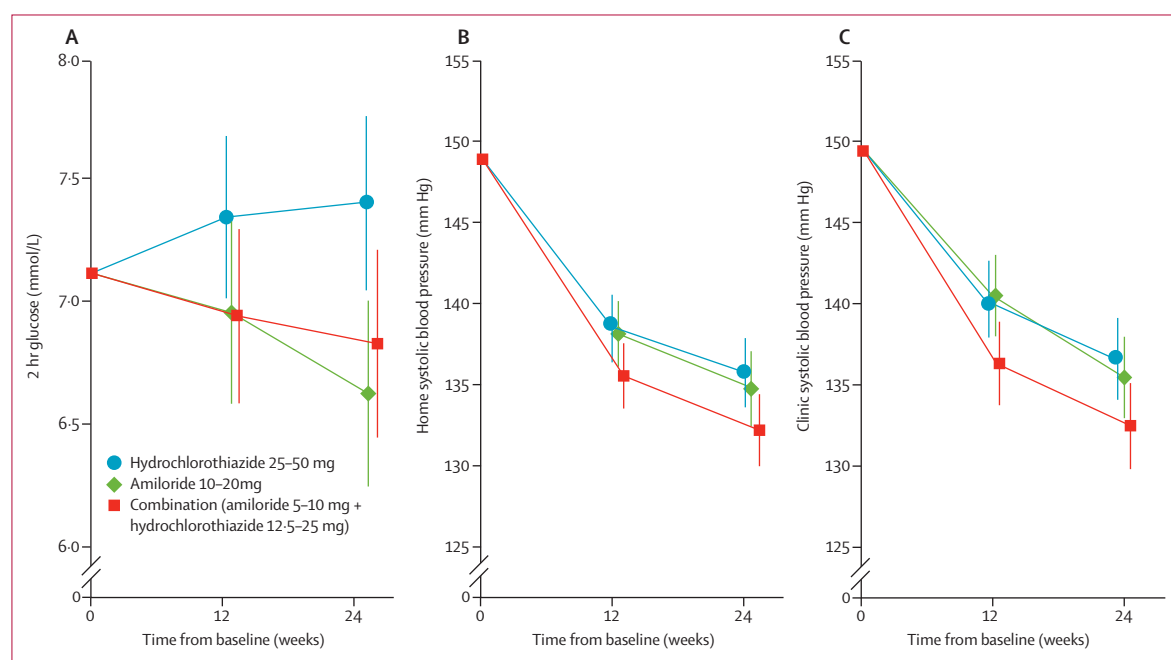 A
8·0
7·5
7·0
6·5
6·0
0
2 hr glucose (mmol/L)
Hydrochlorothiazide 25–50 mg
Amiloride 10–20mg
Combination (amiloride 5–10 mg +
hydrochlorothiazide 12·5–25 mg)
0
12
24
Time from baseline (weeks)
B
155
150
145
140
135
130
125
0
Home systolic blood pressure (mm Hg)
0
12
24
Time from baseline (weeks)
C
155
150
145
140
135
130
125
0
Clinic systolic blood pressure (mm Hg)
0
12
24
Time from baseline (weeks)